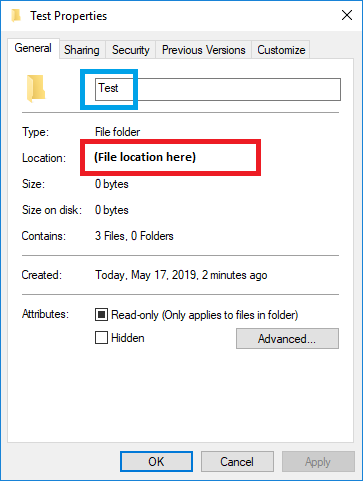 Test Properties
General Sharing Security Previous Versions Customize
Test
Type: File folder
Location: (File location here)
Size: 0 bytes
Size on disk: 0 bytes
Contains: 3 Files, 0 Folders
Created: Today, May 17, 2019, 2 minutes ago
Attributes: Read-only (Only applies to files in folder)
Hidden Advanced...
OK Cancel Apply